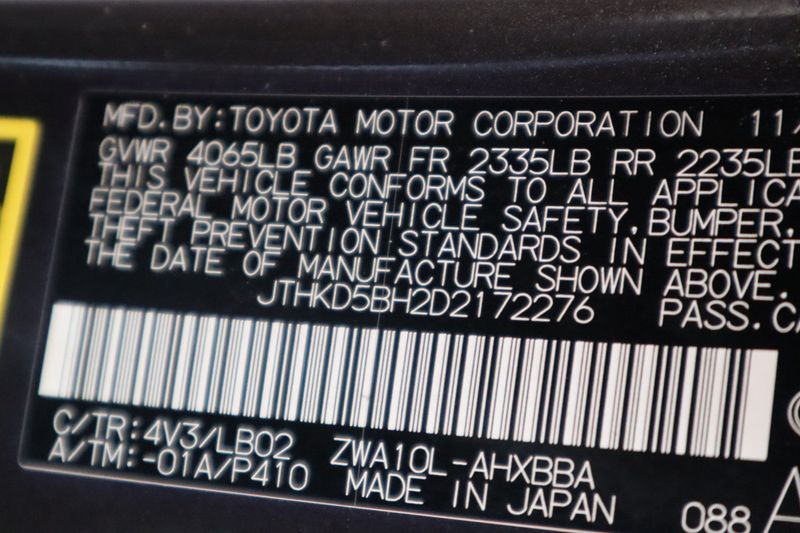 MFD.BY:TOYOTA MOTOR CORPORATION 11/
GVWR 4065LB GAWR FR 2335LB RR 2235LB
THIS VEHICLE CONFORMS TO ALL APPLICA
FEDERAL MOTOR VEHICLE SAFETY,BUMPER,
THEFT PREVENTION STANDARDS IN EFFECT
THE DATE OF MANUFACTURE SHOWN ABOVE.
JTHKD5BH2D2172276 PASS.CA
C/TR:4V3/LB02 ZWA10L-AHXBBA
A/TM:-01A/P410 MADE IN JAPAN 088 A